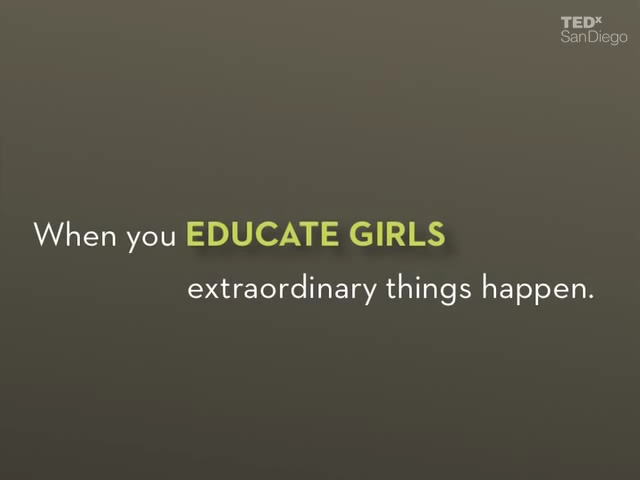 TEDx
SanDiego
When you EDUCATE GIRLS
extraordinary things happen.